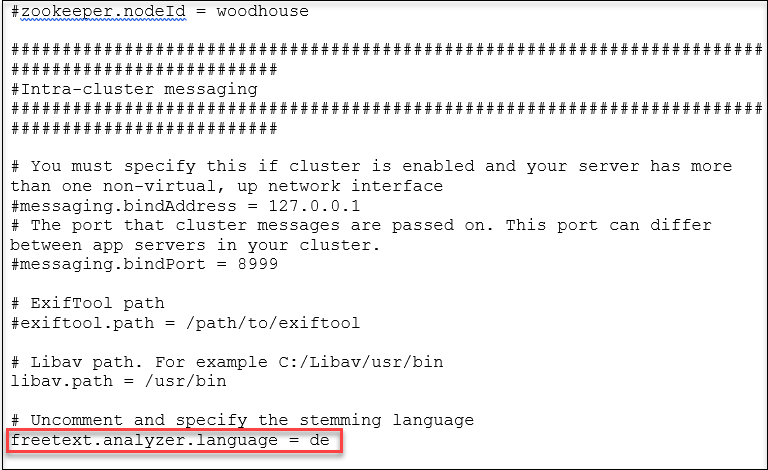 #zookeeper.nodeId = woodhouse
#########################################################################
##########################
#Intra-cluster messaging
#########################################################################
##########################
# You must specify this if cluster is enabled and your server has more
than one non-virtual, up network interface
#messaging.bindAddress = 127.0.0.1
# The port that cluster messages are passed on. This port can differ
between app servers in your cluster.
#messaging.bindPort = 8999
# ExifTool path
#exiftool.path = /path/to/exiftool
# Libav path. For example C:/Libav/usr/bin
libav.path = /usr/bin
# Uncomment and specify the stemming language
freetext.analyzer.language = de